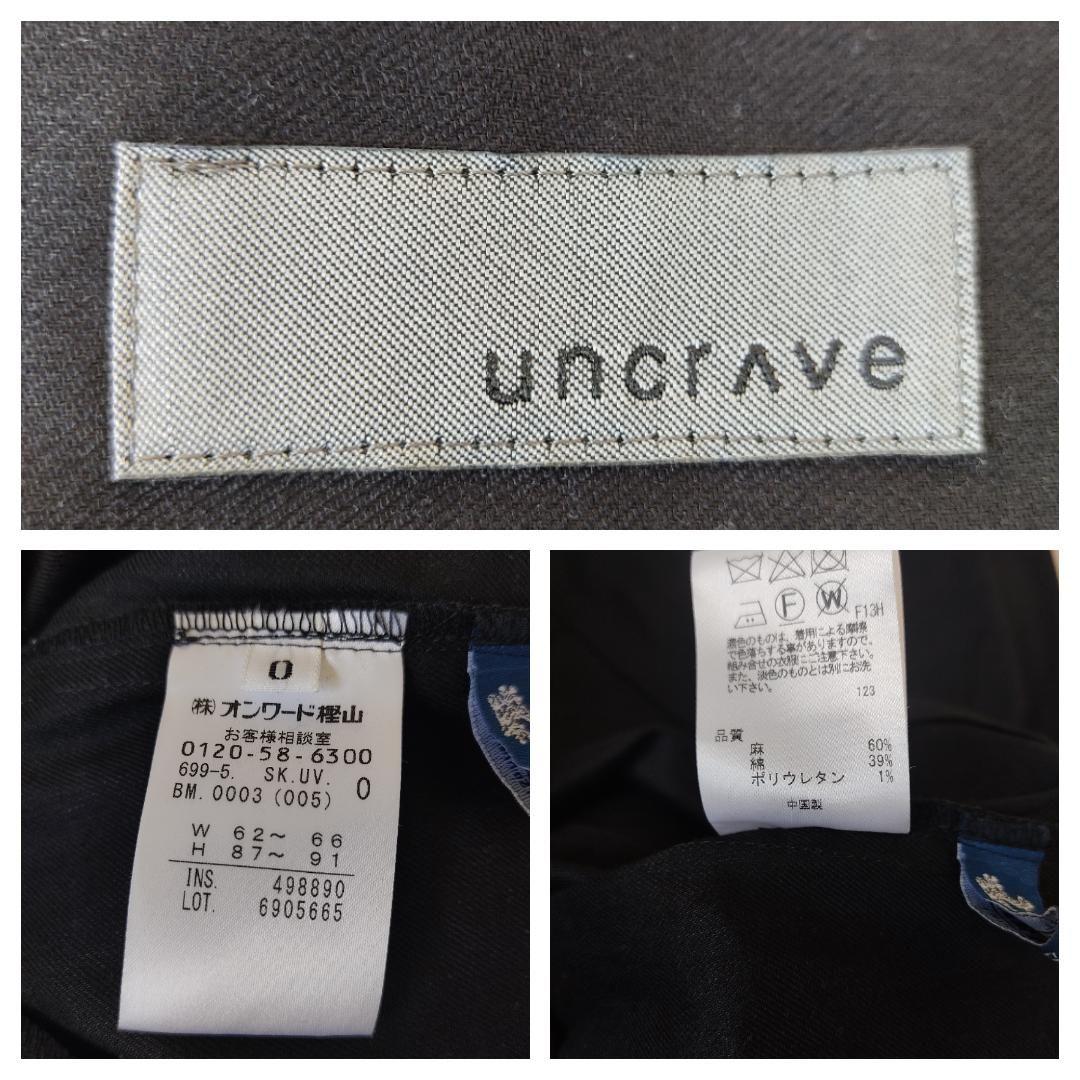 uncrave
0
㈱オンワード樫山
お客様相談室
0120-58-6300
699-5. SK.UV. 0
BM.0003 (005)
W 62～ 66
H 87～ 91
INS. 498890
LOT. 6905665
F W F13H
濃色のものは、着用による摩擦
で色落ちする事がありますので、
組み合せの衣服にご注意下さい。
また、淡色のものとは別にお洗
い下さい。
123
品質
麻 60%
綿 39%
ポリウレタン 1%
中国製